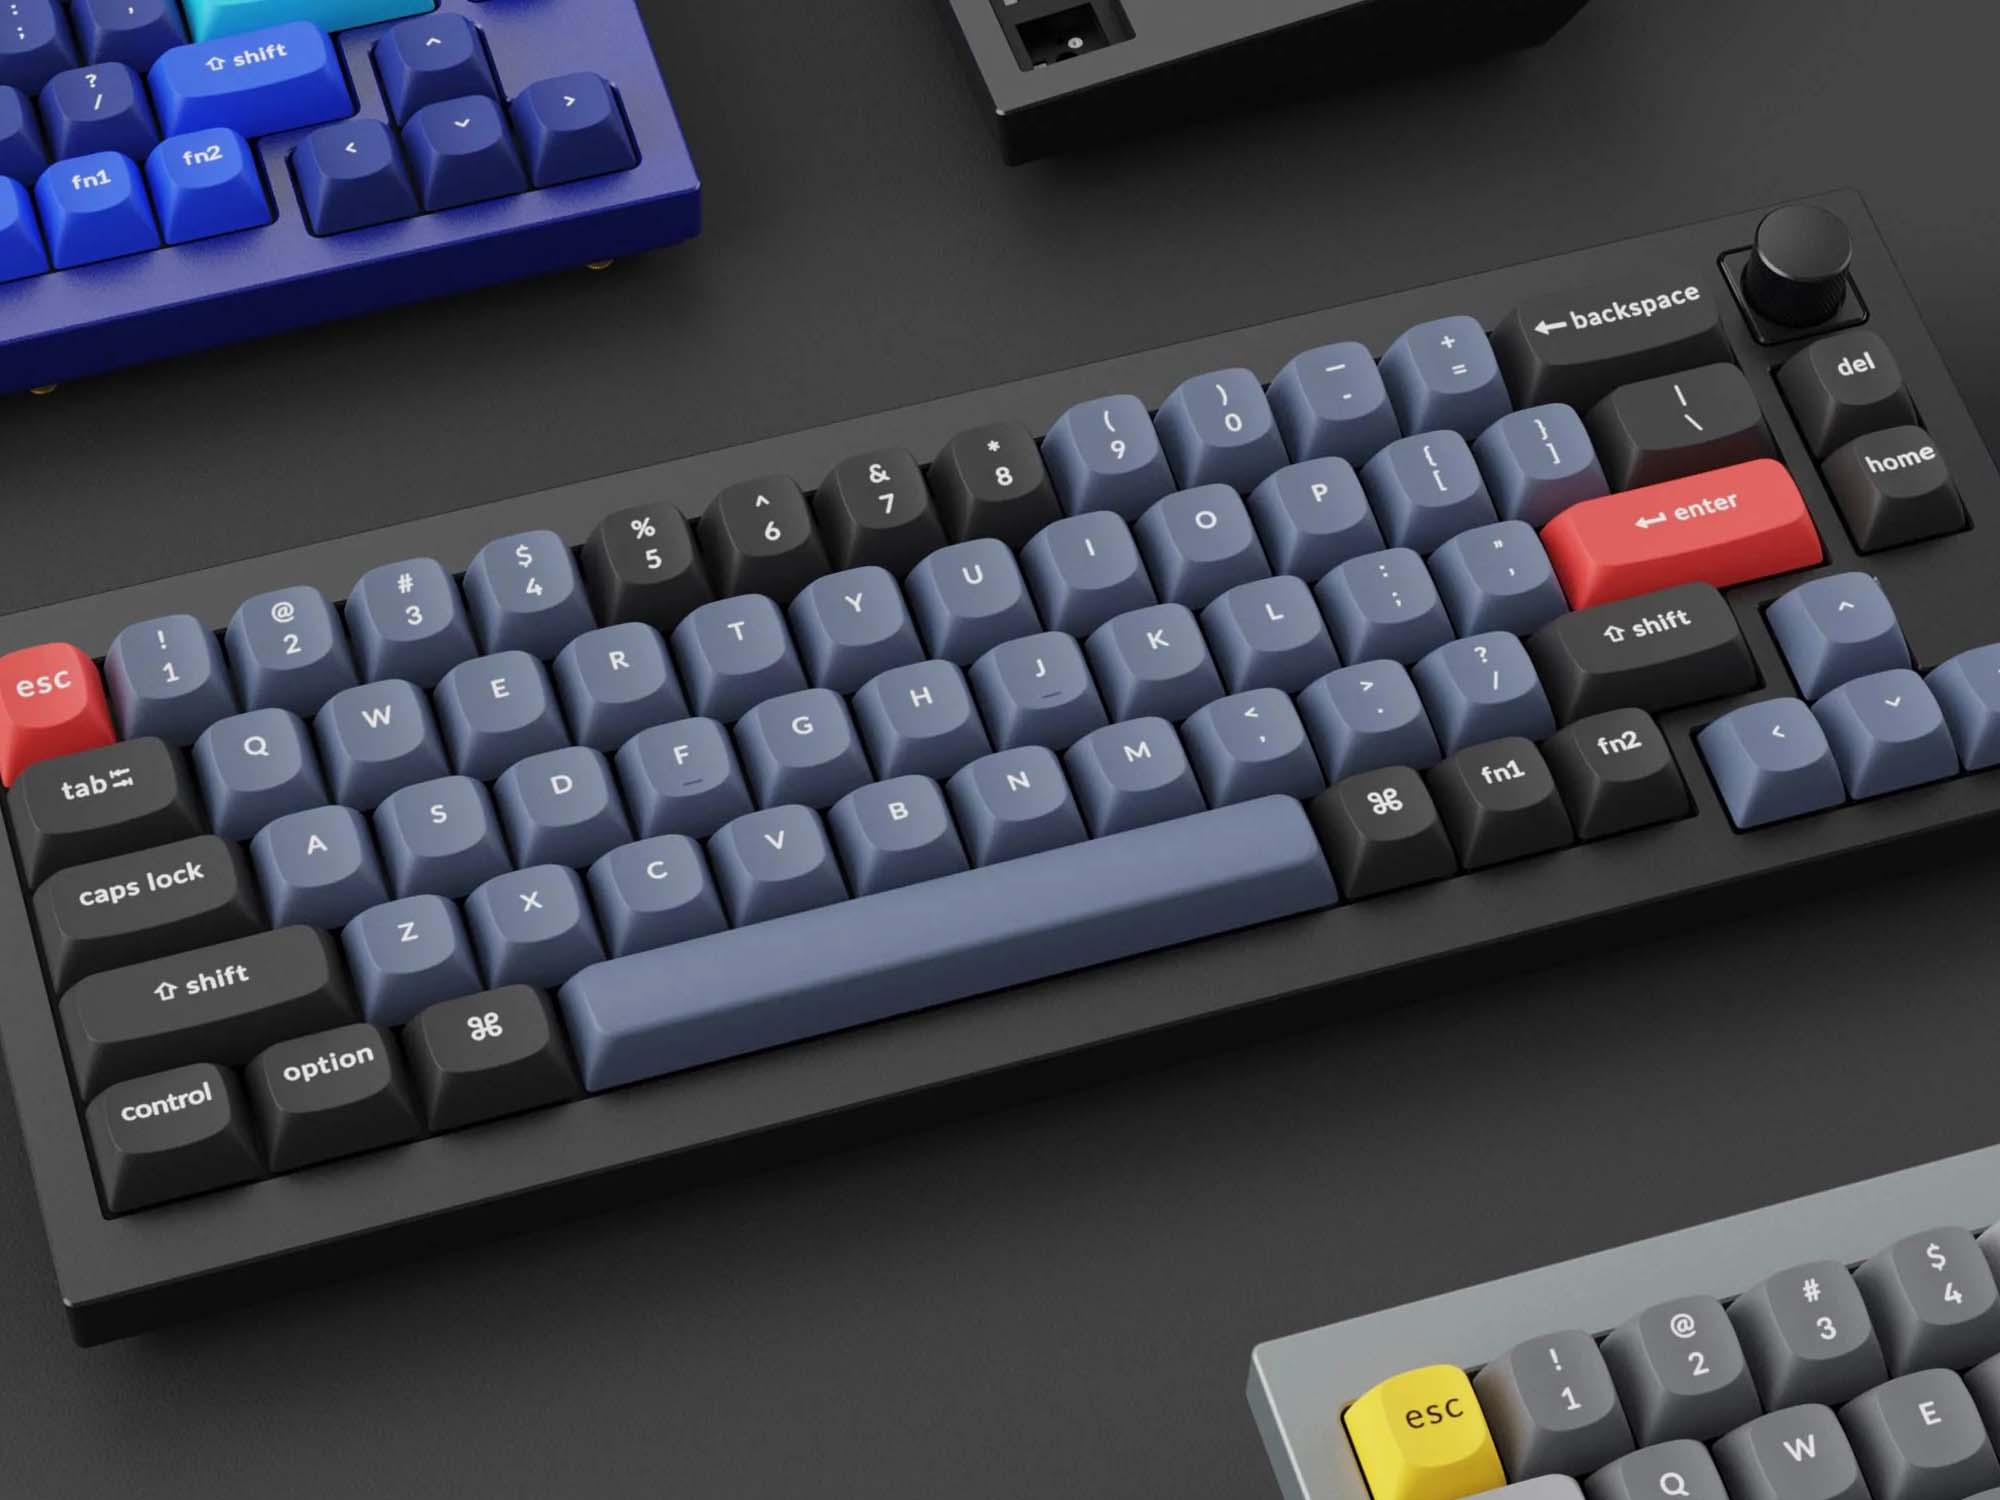 : ;
,
⇧ shift
^
? /
fn1
fn2
<
⌄
>
esc
! 1
@ 2
# 3
$ 4
% 5
^ 6
& 7
* 8
( 9
) 0
— -
+ =
← backspace
tab
Q
W
E
R
T
Y
U
I
O
P
{ [
} ]
| \
del
caps lock
A
S
D
F
G
H
J
K
L
: ;
" '
↵ enter
home
⇧ shift
Z
X
C
V
B
N
M
< ,
> .
? /
⇧ shift
^
control
option
⌘
⌘
fn1
fn2
<
⌄
esc
! 1
@ 2
# 3
$ 4
Q
W
E